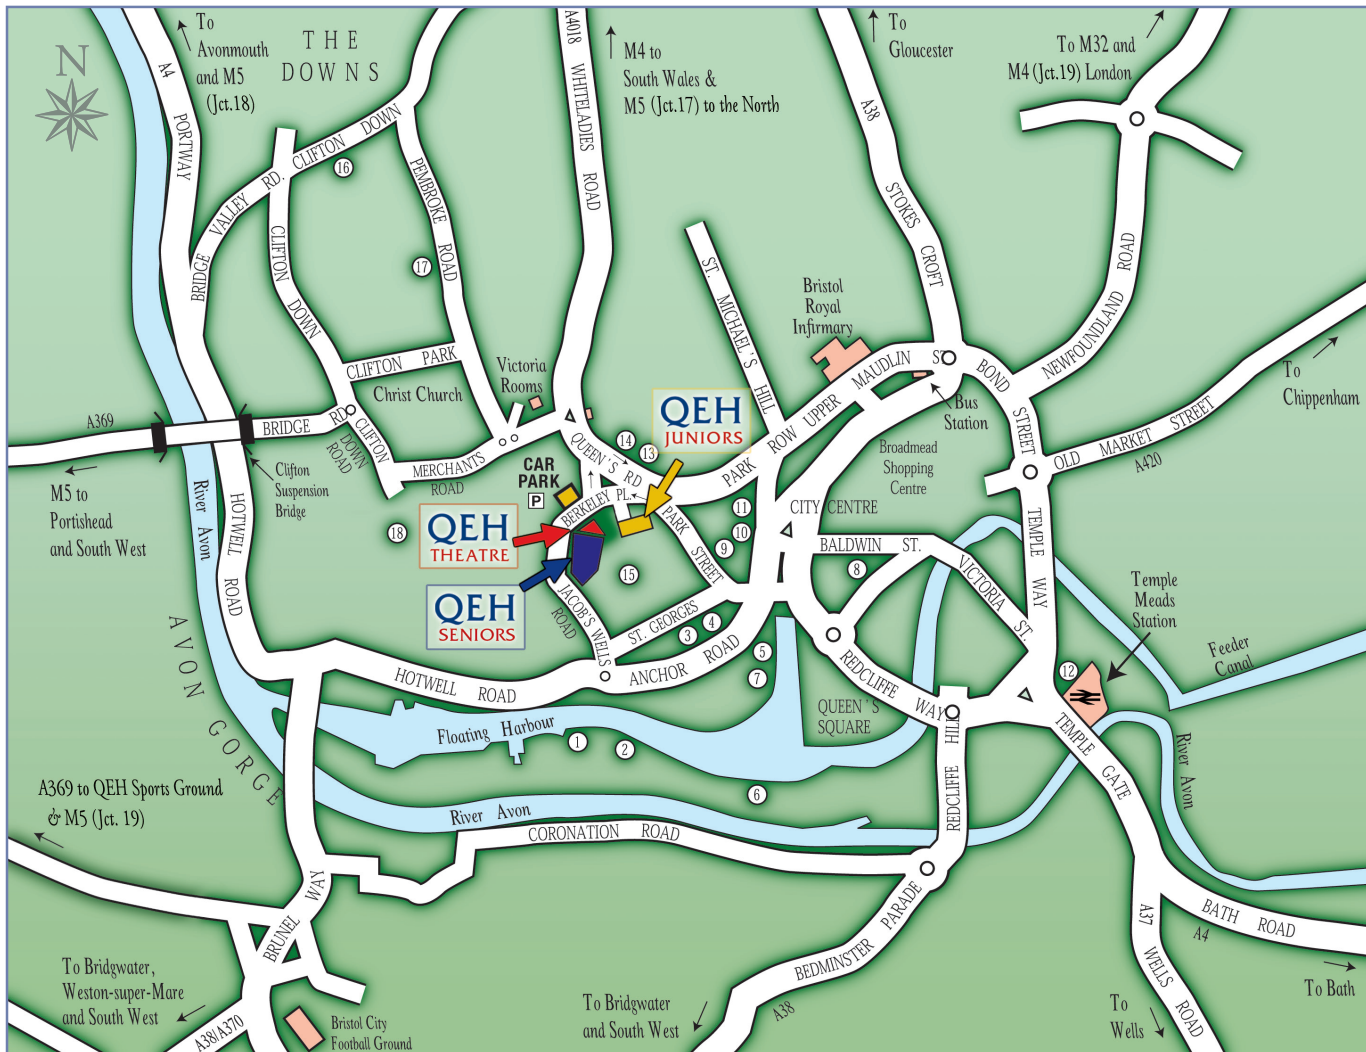 N
THE
DOWNS
To
Avonmouth
and M5
(Jct.18)
A4
PORTWAY
A4018
WHITELADIES
ROAD
M4 to
South Wales &
M5 (Jct.17) to the North
To
Gloucester
To M32 and
M4 (Jct.19) London
A38
STOKES
CROFT
BRIDGE
VALLEY
RD.
CLIFTON
DOWN
16
CLIFTON
DOWN
PEMBROKE
ROAD
17
ST. MICHAEL'S HILL
Bristol
Royal
Infirmary
NEWFOUNDLAND
ROAD
To
Chippenham
CLIFTON PARK
Christ Church
Victoria
Rooms
QEH
JUNIORS
UPPER
MAUDLIN
ST
BOND
STREET
Bus
Station
Broadmead
Shopping
Centre
OLD MARKET STREET
A420
A369
BRIDGE
RD
CLIFTON
DOWN
ROAD
MERCHANTS
ROAD
Clifton
Suspension
Bridge
M5 to
Portishead
and South West
River Avon
HOTWELL
ROAD
18
CAR
PARK
P
QUEEN'S
RD
14
13
PARK
ROW
BERKELEY
PL.
QEH
THEATRE
QEH
SENIORS
PARK
STREET
11
10
9
15
CITY CENTRE
BALDWIN
ST.
8
VICTORIA
ST.
TEMPLE
WAY
Temple
Meads
Station
12
Feeder
Canal
JACOB'S WELLS
ROAD
ST. GEORGES
3
4
5
7
HOTWELL
ROAD
ANCHOR
ROAD
REDCLIFFE
WAY
QUEEN'S
SQUARE
Floating Harbour
1
2
6
AVON
GORGE
REDCLIFFE
HILL
TEMPLE
GATE
River Avon
A369 to QEH Sports Ground
& M5 (Jct. 19)
River Avon
CORONATION
ROAD
BRUNEL
WAY
BEDMINSTER
PARADE
A38
A37
WELLS
ROAD
BATH
ROAD
A4
To Bath
To Bridgwater,
Weston-super-Mare
and South West
A38/A370
Bristol City
Football Ground
To Bridgwater
and South West
To
Wells